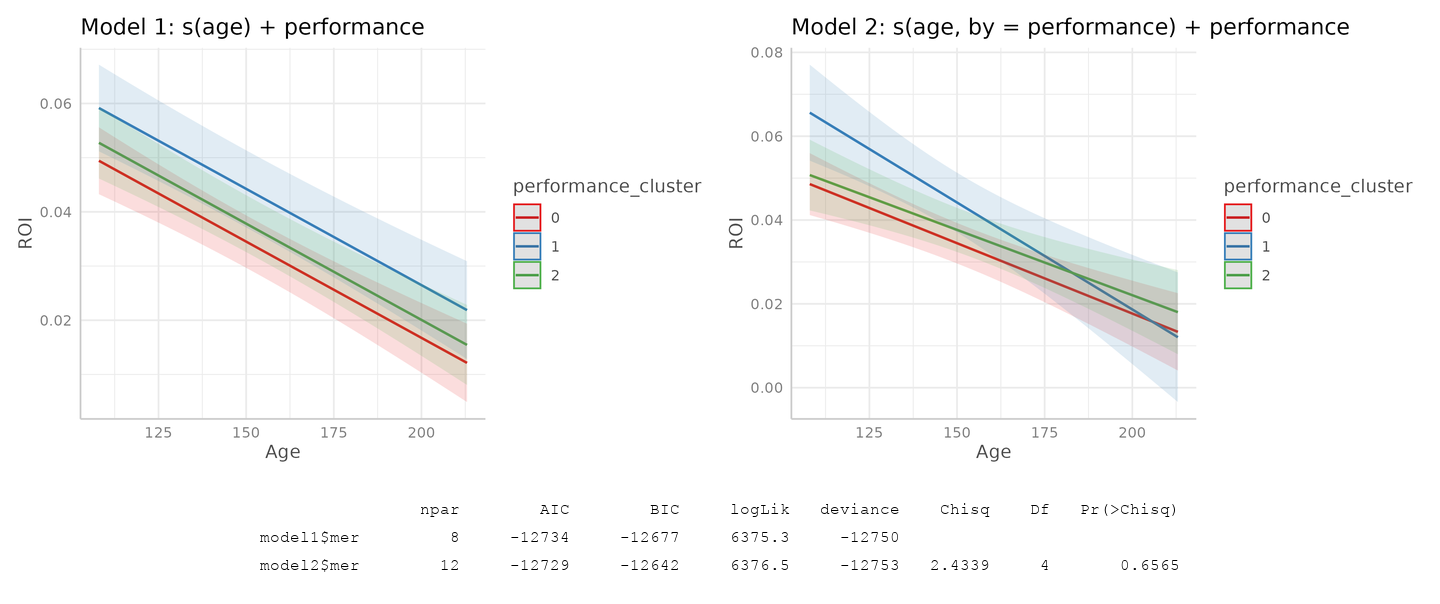 Model 1: s(age) + performance
0.06
0.04
0.02
ROI
125 150 175 200
Age
performance_cluster
0
1
2
Model 2: s(age, by = performance) + performance
0.08
0.06
0.04
0.02
0.00
ROI
125 150 175 200
Age
performance_cluster
0
1
2
npar AIC BIC logLik deviance Chisq Df Pr(>Chisq)
model1$mer 8 -12734 -12677 6375.3 -12750
model2$mer 12 -12729 -12642 6376.5 -12753 2.4339 4 0.6565